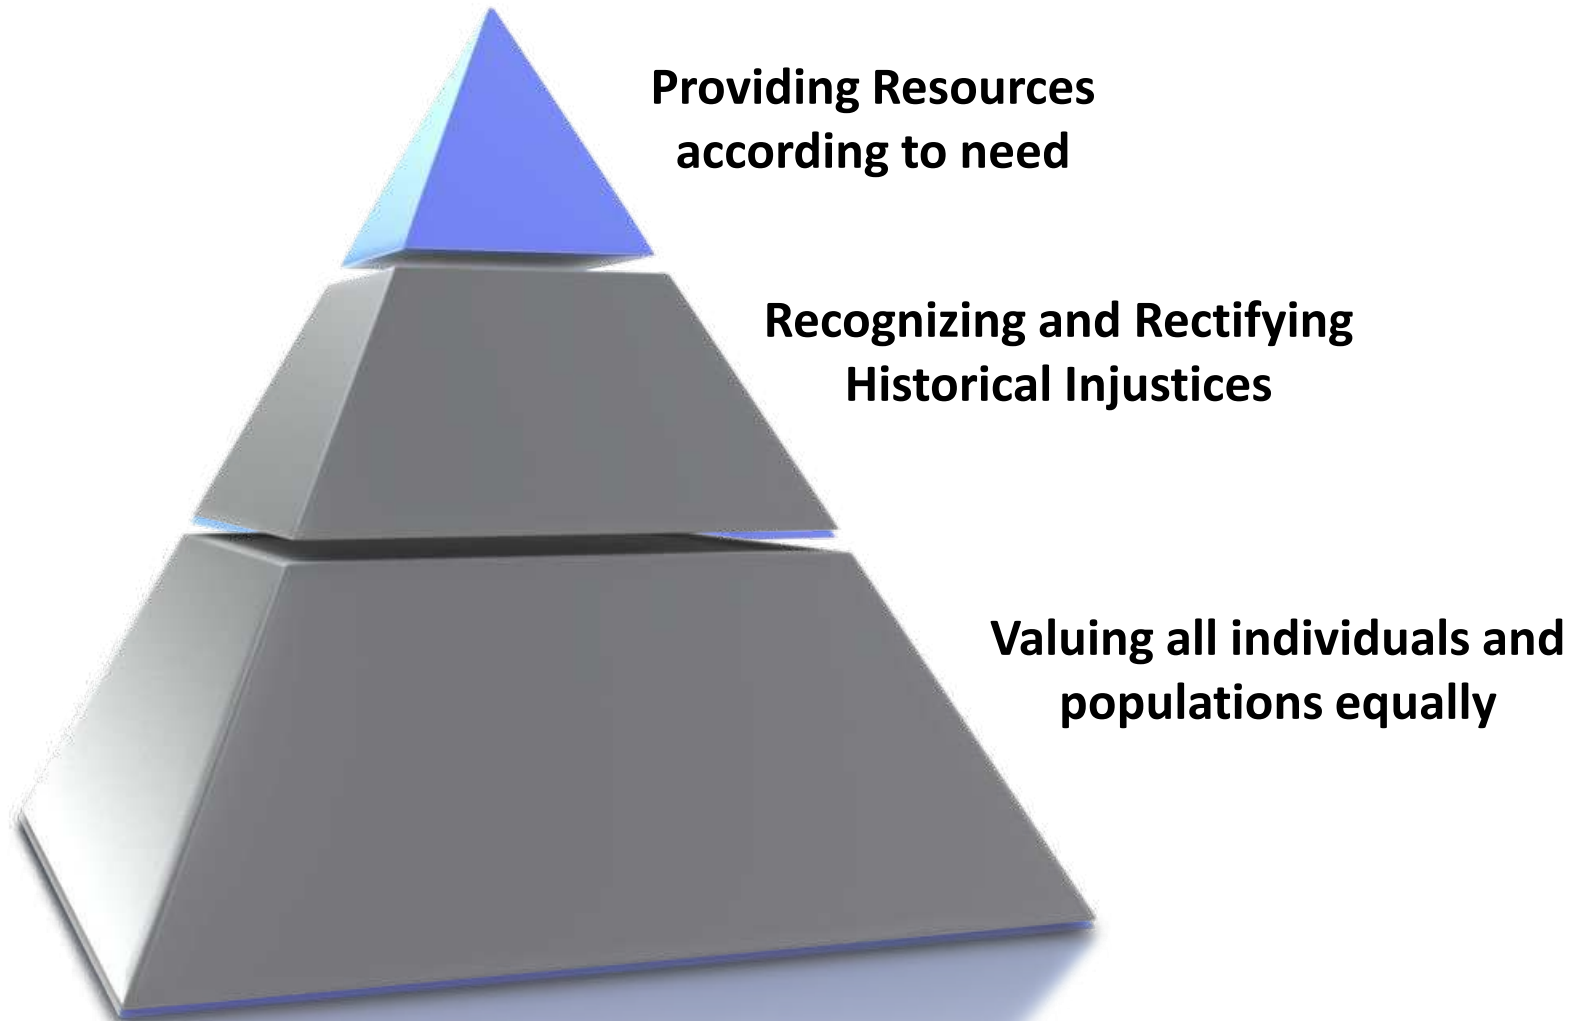 Providing Resources
according to need
Recognizing and Rectifying
Historical Injustices
Valuing all individuals and
populations equally